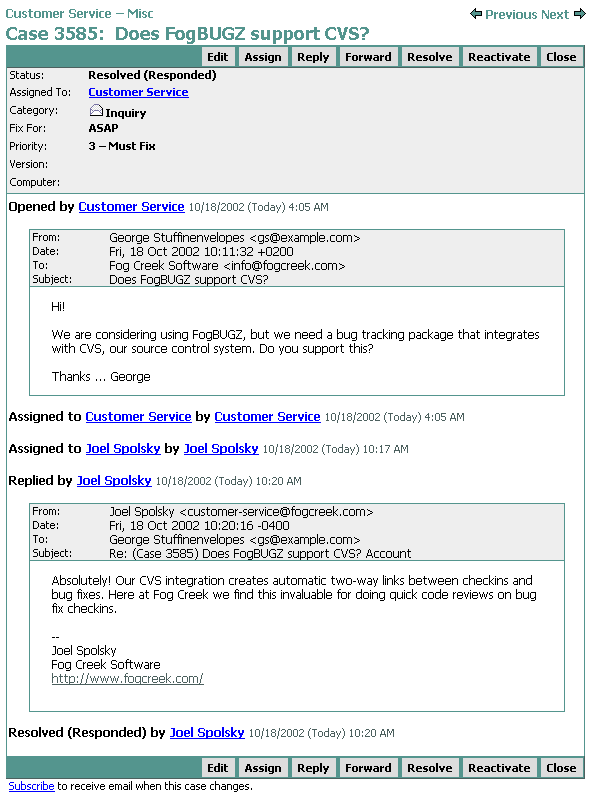 Customer Service – Misc
Previous Next
Case 3585: Does FogBUGZ support CVS?
Edit Assign Reply Forward Resolve Reactivate Close
Status: Resolved (Responded)
Assigned To: Customer Service
Category: Inquiry
Fix For: ASAP
Priority: 3 – Must Fix
Version:
Computer:
Opened by Customer Service 10/18/2002 (Today) 4:05 AM
From: George Stuffinenvelopes <gs@example.com>
Date: Fri, 18 Oct 2002 10:11:32 +0200
To: Fog Creek Software <info@fogcreek.com>
Subject: Does FogBUGZ support CVS?
Hi!
We are considering using FogBUGZ, but we need a bug tracking package that integrates
with CVS, our source control system. Do you support this?
Thanks ... George
Assigned to Customer Service by Customer Service 10/18/2002 (Today) 4:05 AM
Assigned to Joel Spolsky by Joel Spolsky 10/18/2002 (Today) 10:17 AM
Replied by Joel Spolsky 10/18/2002 (Today) 10:20 AM
From: Joel Spolsky <customer-service@fogcreek.com>
Date: Fri, 18 Oct 2002 10:20:16 -0400
To: George Stuffinenvelopes <gs@example.com>
Subject: Re: (Case 3585) Does FogBUGZ support CVS? Account
Absolutely! Our CVS integration creates automatic two-way links between checkins and
bug fixes. Here at Fog Creek we find this invaluable for doing quick code reviews on bug
fix checkins.
--
Joel Spolsky
Fog Creek Software
http://www.fogcreek.com/
Resolved (Responded) by Joel Spolsky 10/18/2002 (Today) 10:20 AM
Edit Assign Reply Forward Resolve Reactivate Close
Subscribe to receive email when this case changes.